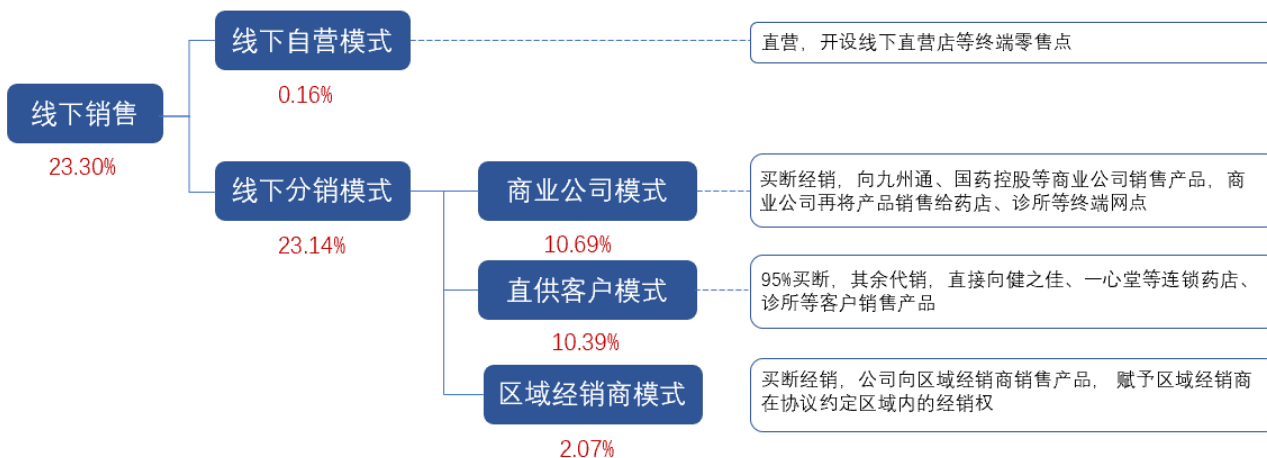 线下自营模式
直营，开设线下直营店等终端零售点
0.16%
线下销售
23.30%
线下分销模式
23.14%
商业公司模式
买断经销，向九州通、国药控股等商业公司销售产品，商
业公司再将产品销售给药店、诊所等终端网点
10.69%
直供客户模式
95%买断，其余代销，直接向健之佳、一心堂等连锁药店、
诊所等客户销售产品
10.39%
区域经销商模式
买断经销，公司向区域经销商销售产品， 赋予区域经销商
在协议约定区域内的经销权
2.07%